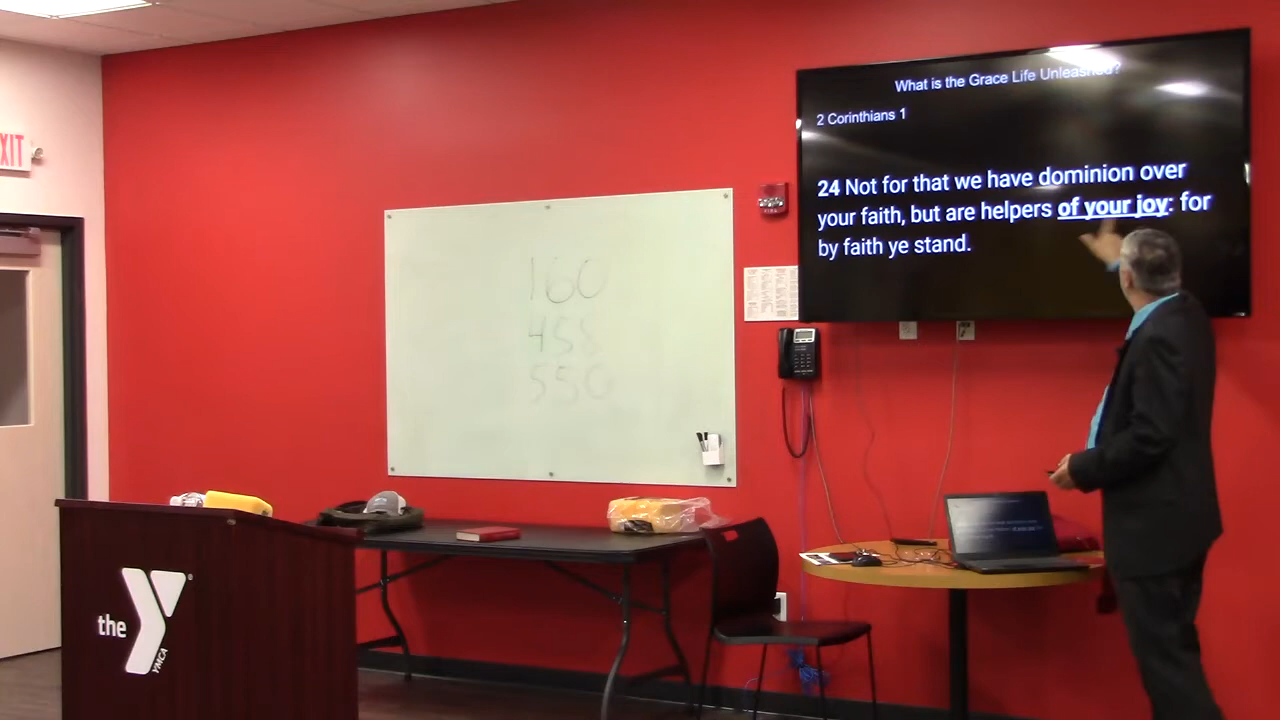 EXIT
What is the Grace Life Unleashed?
2 Corinthians 1
24 Not for that we have dominion over
your faith, but are helpers of your joy: for
by faith ye stand.
160
455
550
FIRE
the Y
YMCA